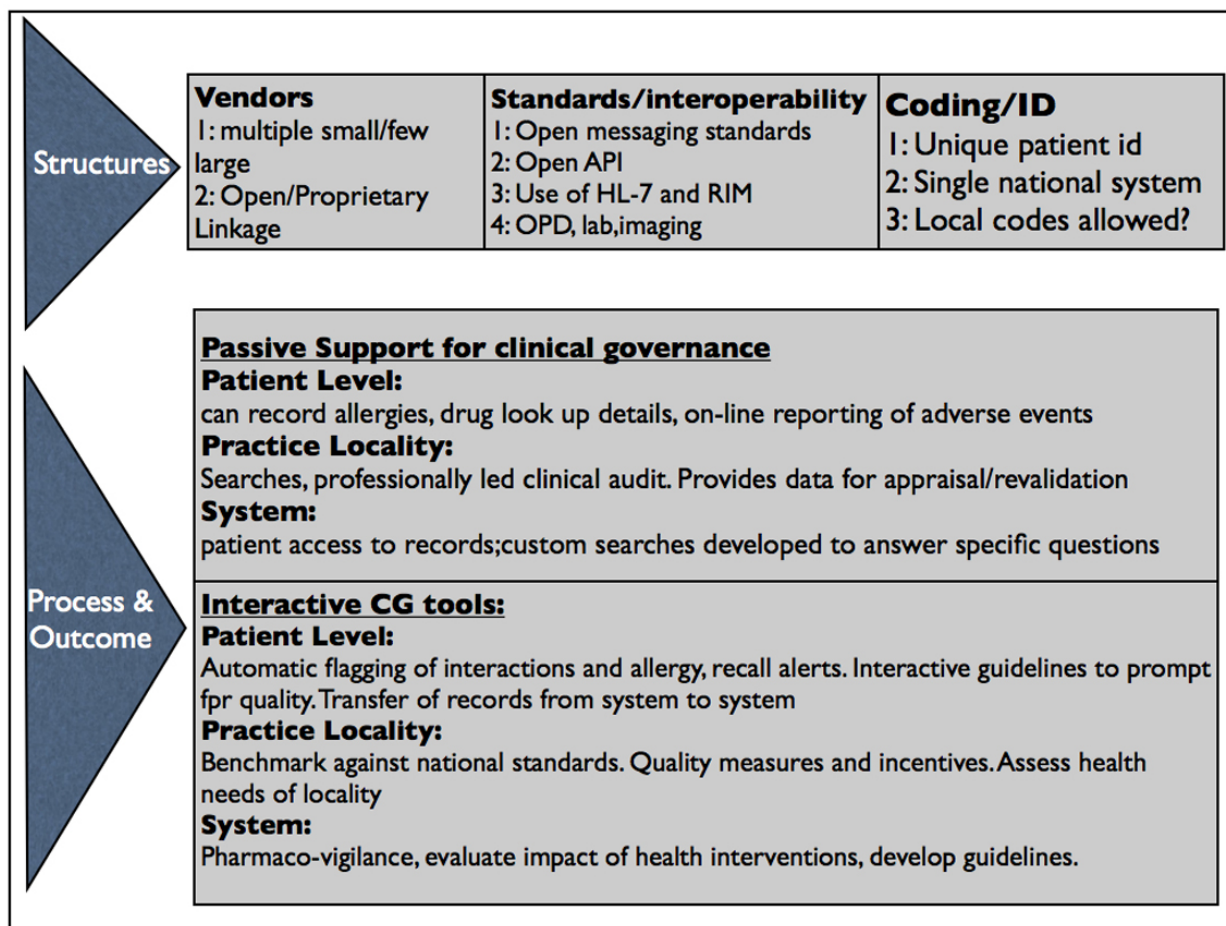 Structures
Vendors
1: multiple small/few
large
2: Open/Proprietary
Linkage
Standards/interoperability
1: Open messaging standards
2: Open API
3: Use of HL-7 and RIM
4: OPD, lab,imaging
Coding/ID
1: Unique patient id
2: Single national system
3: Local codes allowed?
Process &
Outcome
Passive Support for clinical governance
Patient Level:
can record allergies, drug look up details, on-line reporting of adverse events
Practice Locality:
Searches, professionally led clinical audit. Provides data for appraisal/revalidation
System:
patient access to records;custom searches developed to answer specific questions
Interactive CG tools:
Patient Level:
Automatic flagging of interactions and allergy, recall alerts. Interactive guidelines to prompt
fpr quality. Transfer of records from system to system
Practice Locality:
Benchmark against national standards. Quality measures and incentives. Assess health
needs of locality
System:
Pharmaco-vigilance, evaluate impact of health interventions, develop guidelines.